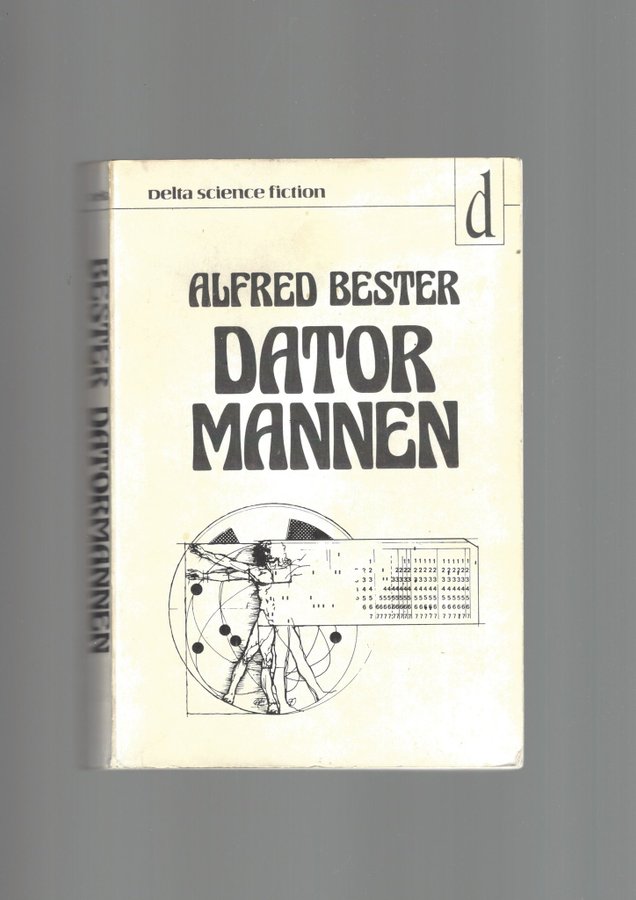 Delta science fiction
d
ALFRED BESTER
DATOR
MANNEN
BESTER DATORMANNEN